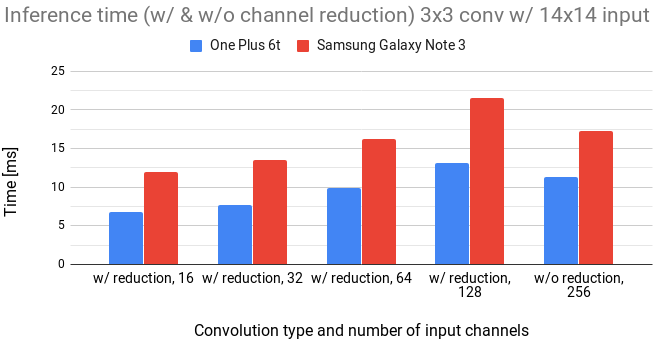 Inference time (w/ & w/o channel reduction) 3x3 conv w/ 14x14 input
One Plus 6t
Samsung Galaxy Note 3
Time [ms]
25
20
15
10
5
0
w/ reduction, 16
w/ reduction, 32
w/ reduction, 64
w/ reduction,
128
w/o reduction,
256
Convolution type and number of input channels